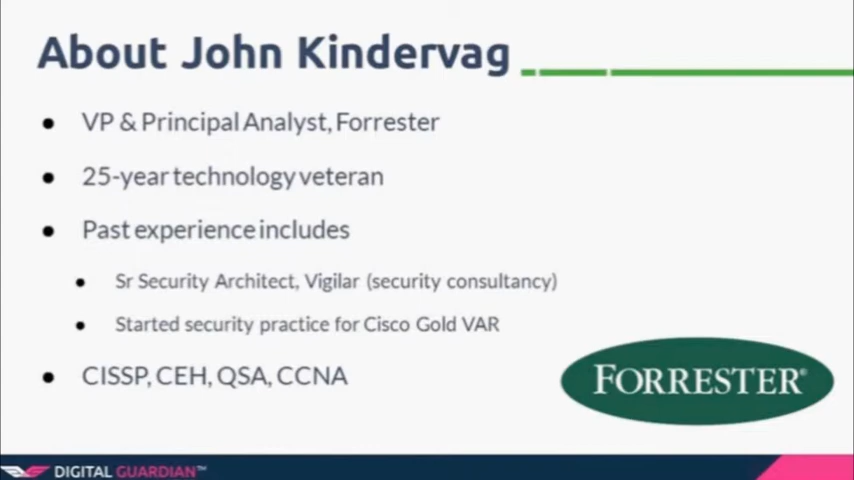 About John Kindervag
VP & Principal Analyst, Forrester
25-year technology veteran
Past experience includes
Sr Security Architect, Vigilar (security consultancy)
Started security practice for Cisco Gold VAR
CISSP, CEH, QSA, CCNA
FORRESTER®
DIGITAL GUARDIAN™